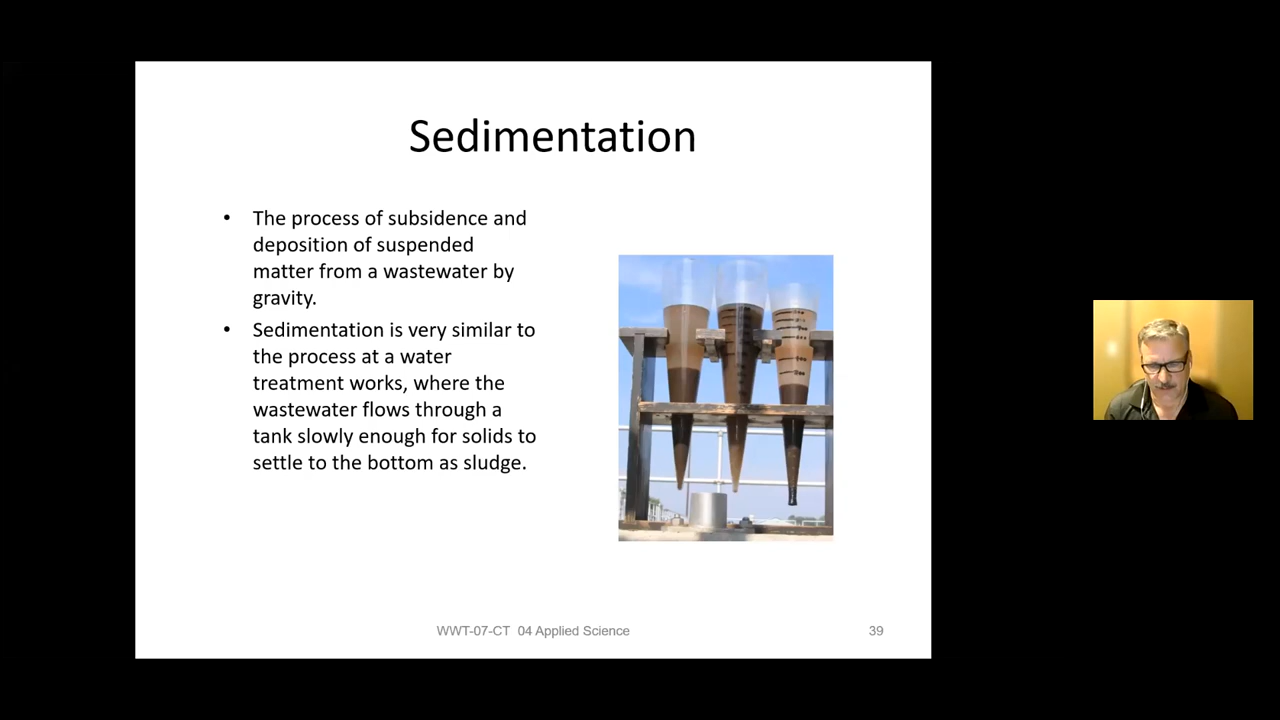 Sedimentation
• The process of subsidence and
deposition of suspended
matter from a wastewater by
gravity.
• Sedimentation is very similar to
the process at a water
treatment works, where the
wastewater flows through a
tank slowly enough for solids to
settle to the bottom as sludge.
WWT-07-CT 04 Applied Science
39